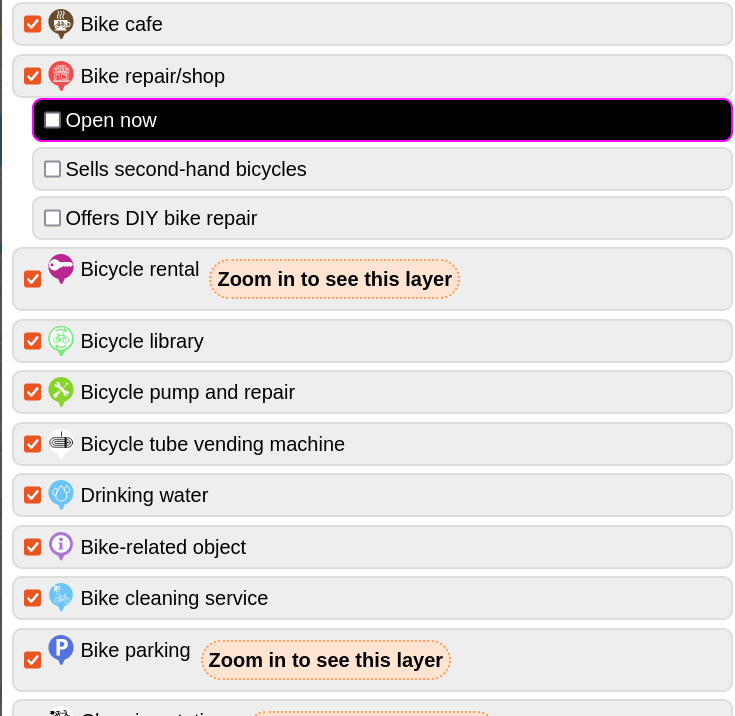 Bike cafe
Bike repair/shop
Open now
Sells second-hand bicycles
Offers DIY bike repair
Bicycle rental Zoom in to see this layer
Bicycle library
Bicycle pump and repair
Bicycle tube vending machine
Drinking water
Bike-related object
Bike cleaning service
P Bike parking Zoom in to see this layer